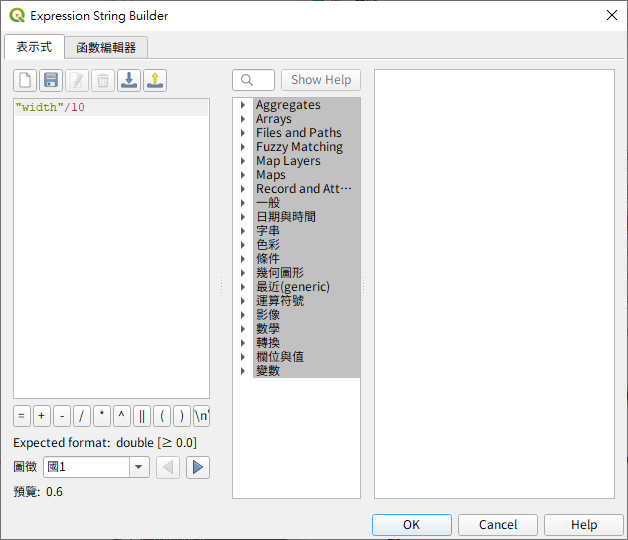 Expression String Builder
表示式
函數編輯器
Show Help
"width"/10
Aggregates
Arrays
Files and Paths
Fuzzy Matching
Map Layers
Maps
Record and Att⋯
一般
日期與時間
字串
色彩
條件
幾何圖形
最近(generic)
運算符號
影像
數學
轉換
欄位與值
變數
= + - / * ^ || ( ) '\n'
Expected format: double [≥ 0.0]
圖徵 國1
預覽: 0.6
OK Cancel Help